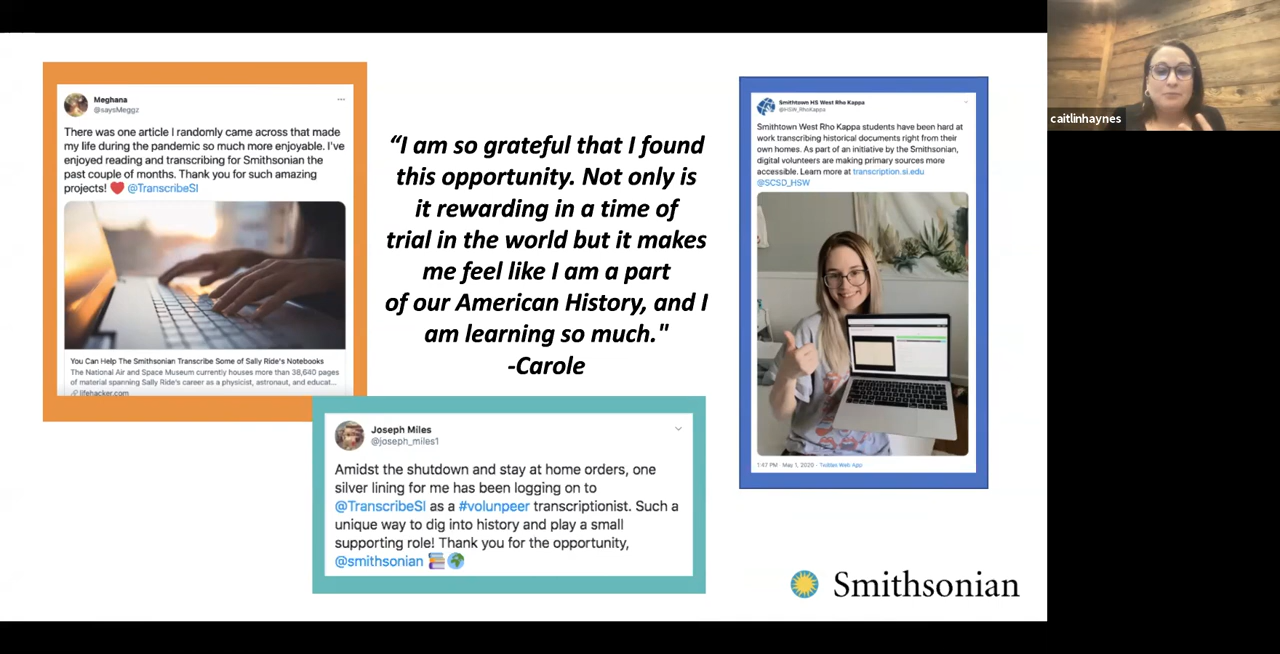 Meghana
@saysMeggz
There was one article I randomly came across that made
my life during the pandemic so much more enjoyable. I've
enjoyed reading and transcribing for Smithsonian the
past couple of months. Thank you for such amazing
projects! ❤️ @TranscribeSI
You Can Help The Smithsonian Transcribe Some of Sally Ride's Notebooks
The National Air and Space Museum currently houses more than 38,640 pages
of material spanning Sally Ride's career as a physicist, astronaut, and educat...
lifehacker.com
“I am so grateful that I found
this opportunity. Not only is
it rewarding in a time of
trial in the world but it makes
me feel like I am a part
of our American History, and I
am learning so much."
-Carole
Joseph Miles
@joseph_miles1
Amidst the shutdown and stay at home orders, one
silver lining for me has been logging on to
@TranscribeSI as a #volunpeer transcriptionist. Such a
unique way to dig into history and play a small
supporting role! Thank you for the opportunity,
@smithsonian 📚🌍
Smithtown HS West Rho Kappa
@HSW_RhoKappa
Smithtown West Rho Kappa students have been hard at
work transcribing historical documents right from their
own homes. As part of an initiative by the Smithsonian,
digital volunteers are making primary sources more
accessible. Learn more at transcription.si.edu
@SCSD_HSW
1:47 PM May 1, 2020 · Twitter Web App
Smithsonian
caitlinhaynes